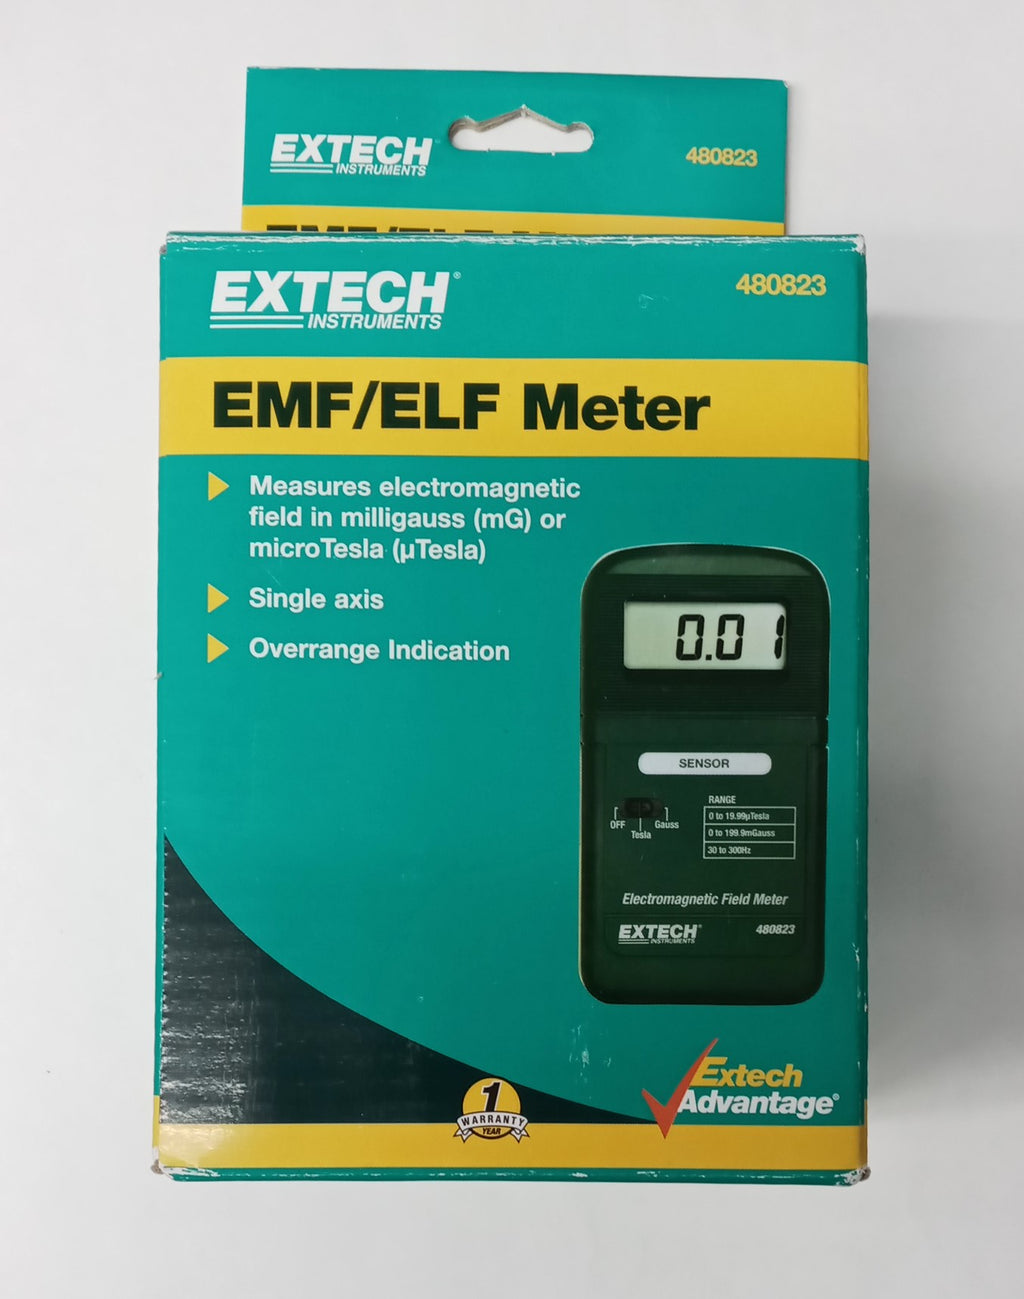 EXTECH
INSTRUMENTS
480823
EXTECH®
INSTRUMENTS
480823
EMF/ELF Meter
Measures electromagnetic
field in milligauss (mG) or
microTesla (µTesla)
Single axis
Overrange Indication
0.01
SENSOR
OFF
Tesla
Gauss
RANGE
0 to 19.99µTesla
0 to 199.9mGauss
30 to 300Hz
Electromagnetic Field Meter
EXTECH®
INSTRUMENTS
480823
1
WARRANTY
YEAR
Extech
Advantage®